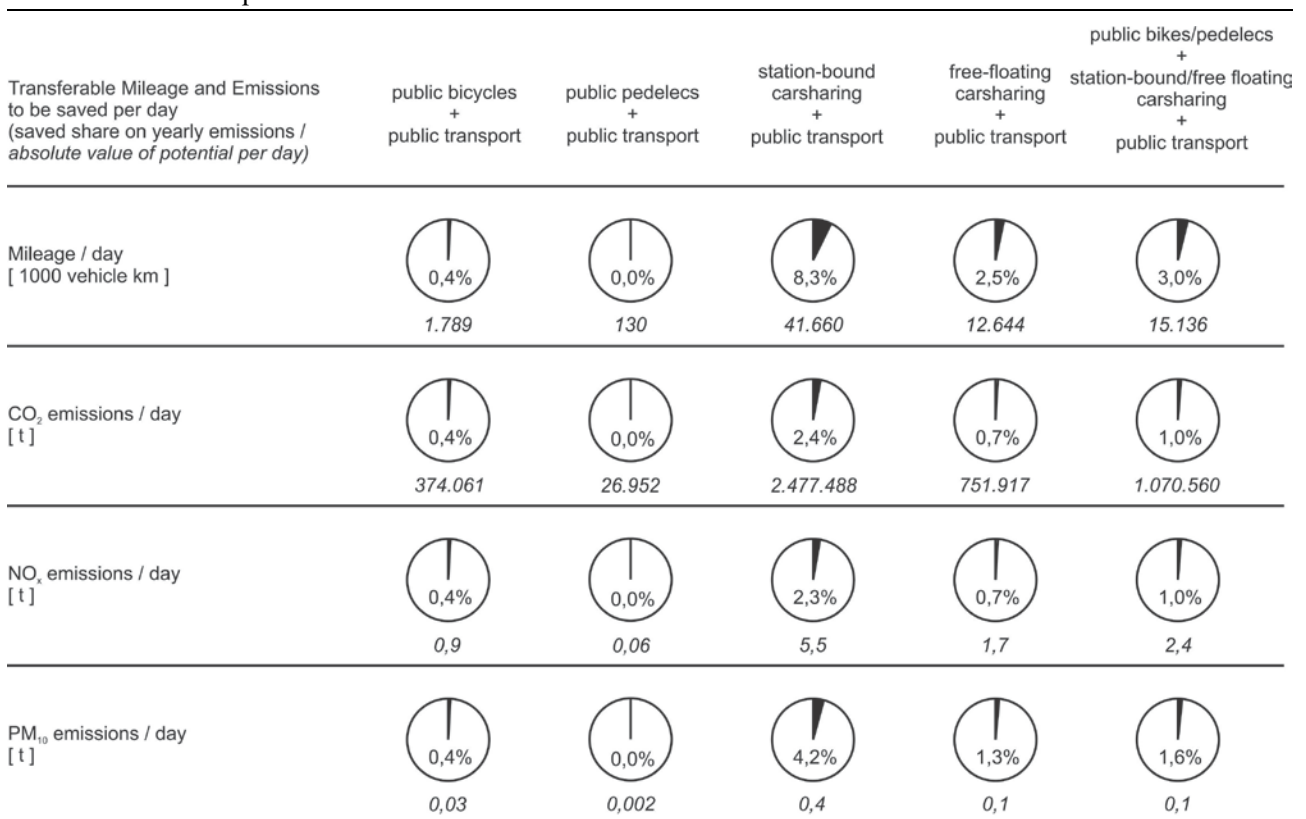 public bikes/pedelecs
+
station-bound/free floating
carsharing
+
public transport
station-bound
carsharing
+
public transport
free-floating
carsharing
+
public transport
Transferable Mileage and Emissions
to be saved per day
(saved share on yearly emissions /
absolute value of potential per day)
public bicycles
+
public transport
public pedelecs
+
public transport
Mileage / day
[ 1000 vehicle km ]
0,4% 0,0% 8,3% 2,5% 3,0%
1.789 130 41.660 12.644 15.136
CO₂ emissions / day
[ t ]
0,4% 0,0% 2,4% 0,7% 1,0%
374.061 26.952 2.477.488 751.917 1.070.560
NOₓ emissions / day
[ t ]
0,4% 0,0% 2,3% 0,7% 1,0%
0,9 0,06 5,5 1,7 2,4
PM₁₀ emissions / day
[ t ]
0,4% 0,0% 4,2% 1,3% 1,6%
0,03 0,002 0,4 0,1 0,1